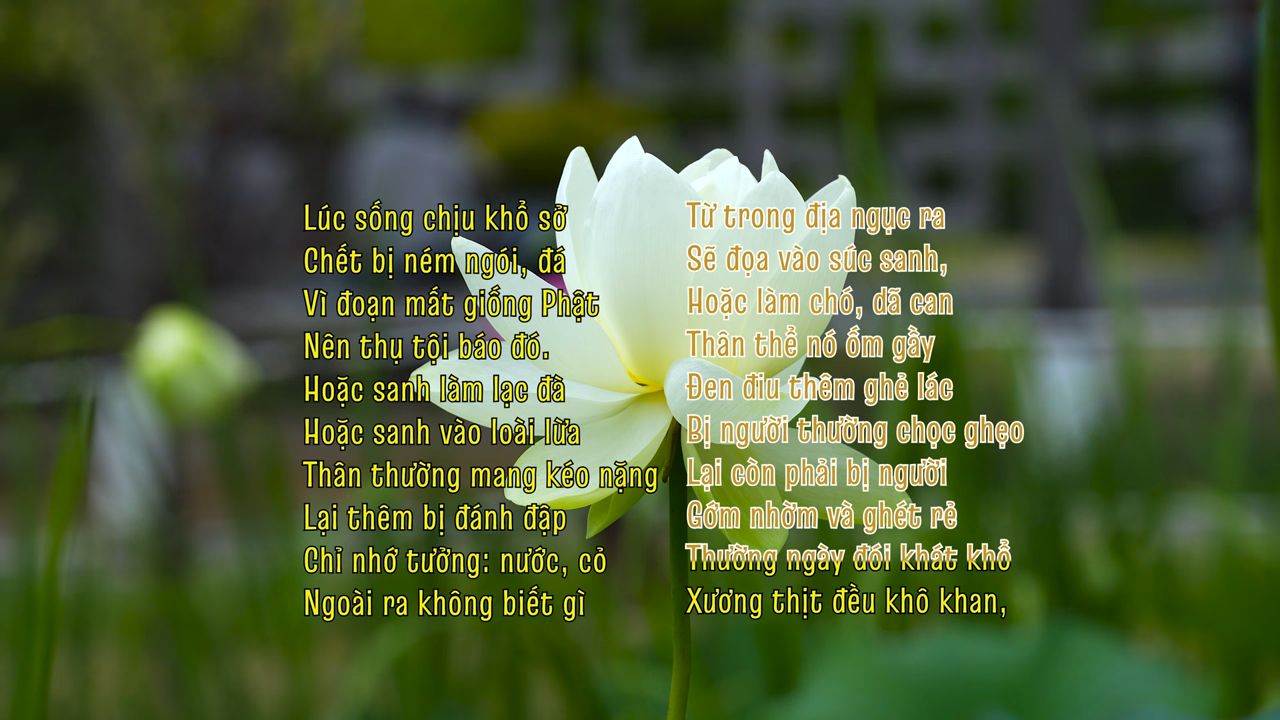 Lúc sống chịu khổ sở
Chết bị ném ngói, đá
Vì đoạn mất giống Phật
Nên thụ tội báo đó.
Hoặc sanh làm lạc đà
Hoặc sanh vào loài lừa
Thân thường mang kéo nặng
Lại thêm bị đánh đập
Chỉ nhớ tưởng: nước, cỏ
Ngoài ra không biết gì
Từ trong địa ngục ra
Sẽ đọa vào súc sanh,
Hoặc làm chó, dã can
Thân thể nó ốm gầy
Đen điu thêm ghẻ lác
Bị người thường chọc ghẹo
Lại còn phải bị người
Gớm nhờm và ghét rẻ
Thường ngày đói khát khổ
Xương thịt đều khô khan,